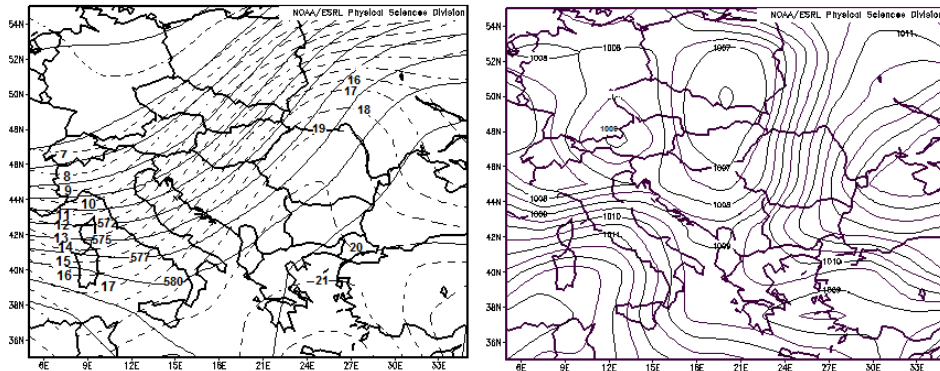 NOAA/ESRL Physical Sciences Division
54N
52N
50N
48N
46N
44N
42N
40N
38N
36N
16
17
18
19
7
8
9
10
11
12
572
13
575
14
15
577
20
16
17
580
21
6E
9E
12E
15E
18E
21E
24E
27E
30E
33E
NOAA/ESRL Physical Sciences Division
54N
52N
50N
48N
46N
44N
42N
40N
38N
36N
1006
1007
1011
1008
1007
1008
1008
1009
1010
1011
1009
1010
1009
6E
9E
12E
15E
18E
21E
24E
27E
30E
33E